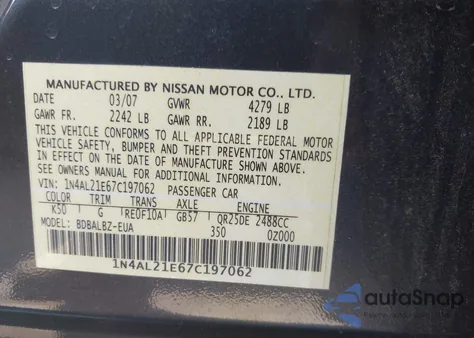 MANUFACTURED BY NISSAN MOTOR CO., LTD.
DATE 03/07 GVWR 4279 LB
GAWR FR. 2242 LB GAWR RR. 2189 LB
THIS VEHICLE CONFORMS TO ALL APPLICABLE FEDERAL MOTOR
VEHICLE SAFETY, BUMPER AND THEFT PREVENTION STANDARDS
IN EFFECT ON THE DATE OF MANUFACTURE SHOWN ABOVE.
SEE OWNERS MANUAL FOR ADDITIONAL INFORMATION.
VIN: 1N4AL21E67C197062 PASSENGER CAR
COLOR TRIM TRANS AXLE ENGINE
K50 G RE0F10A GB57 QR25DE 2488CC
MODEL: BDBALBZ-EUA 350 0Z000
1N4AL21E67C197062
autoSnap